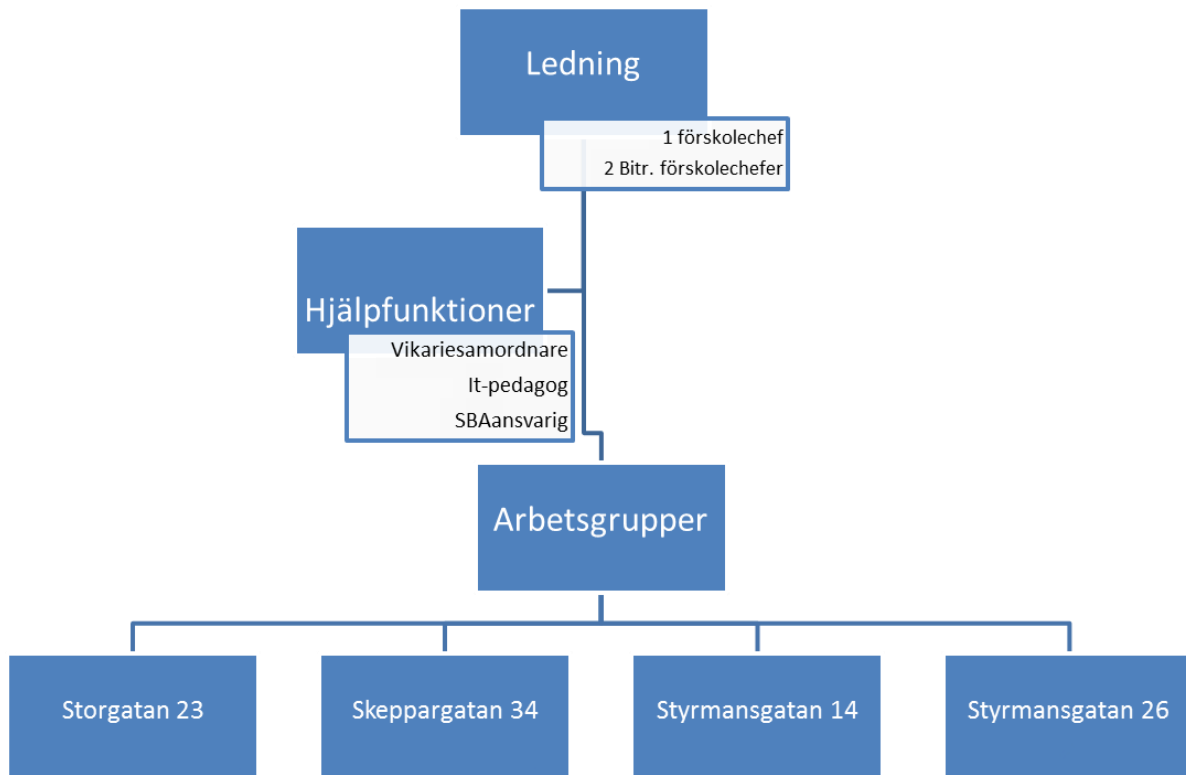 Ledning
1 förskolechef
2 Bitr. förskolechefer
Hjälpfunktioner
Vikariesamordnare
It-pedagog
SBAansvarig
Arbetsgrupper
Storgatan 23
Skeppargatan 34
Styrmansgatan 14
Styrmansgatan 26